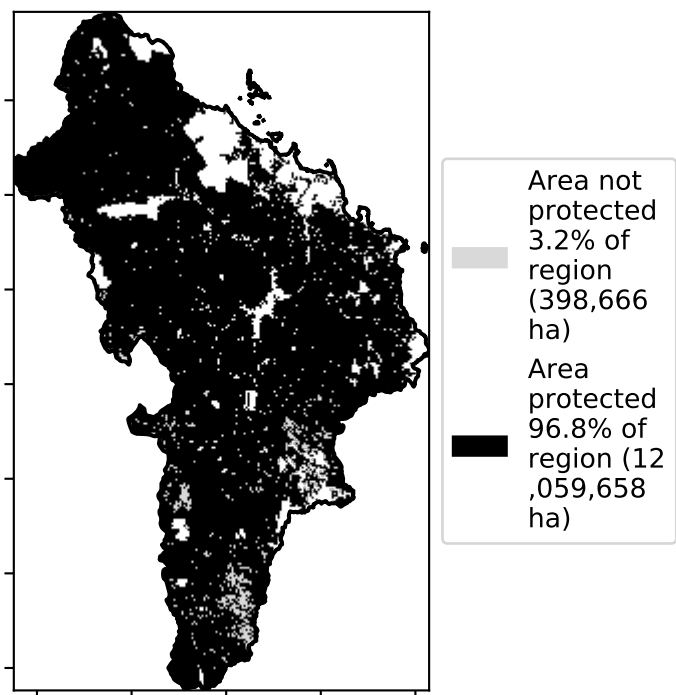 Area not
protected
3.2% of
region
(398,666
ha)
Area
protected
96.8% of
region (12
,059,658
ha)